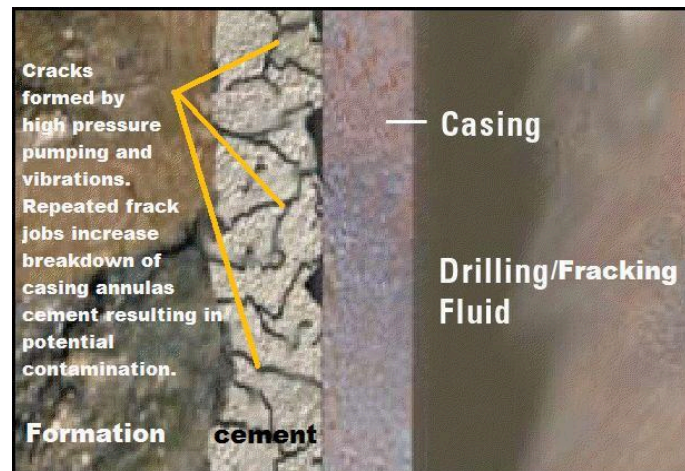 Cracks
formed by
high pressure
pumping and
vibrations.
Repeated frack
jobs increase
breakdown of
casing annulas
cement resulting in
potential
contamination.
Casing
Drilling/Fracking
Fluid
Formation
cement